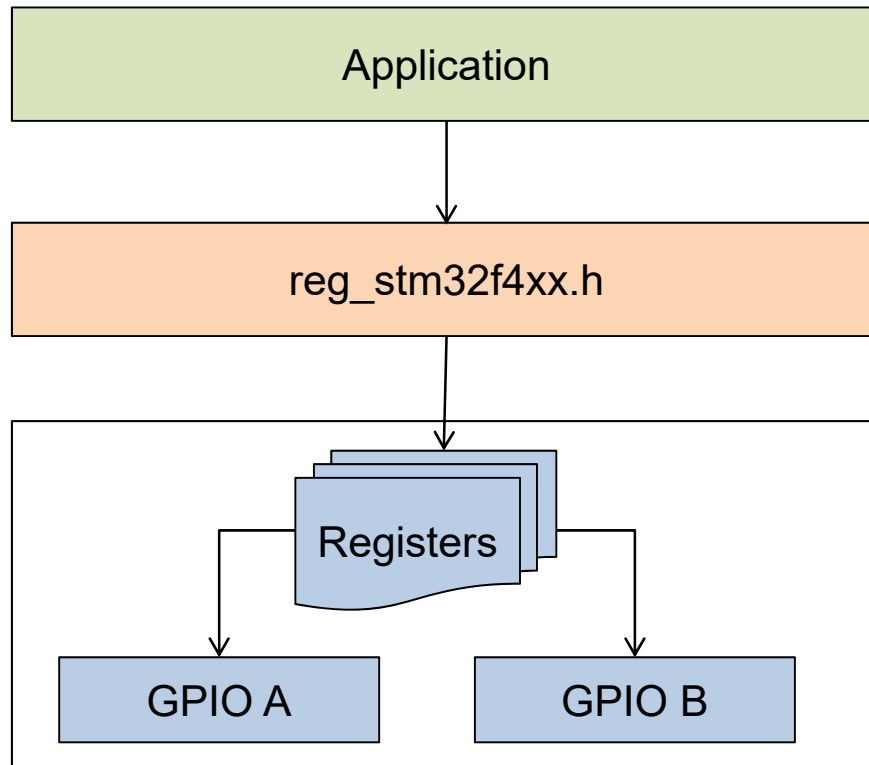 Application
reg_stm32f4xx.h
Registers
GPIO A
GPIO B